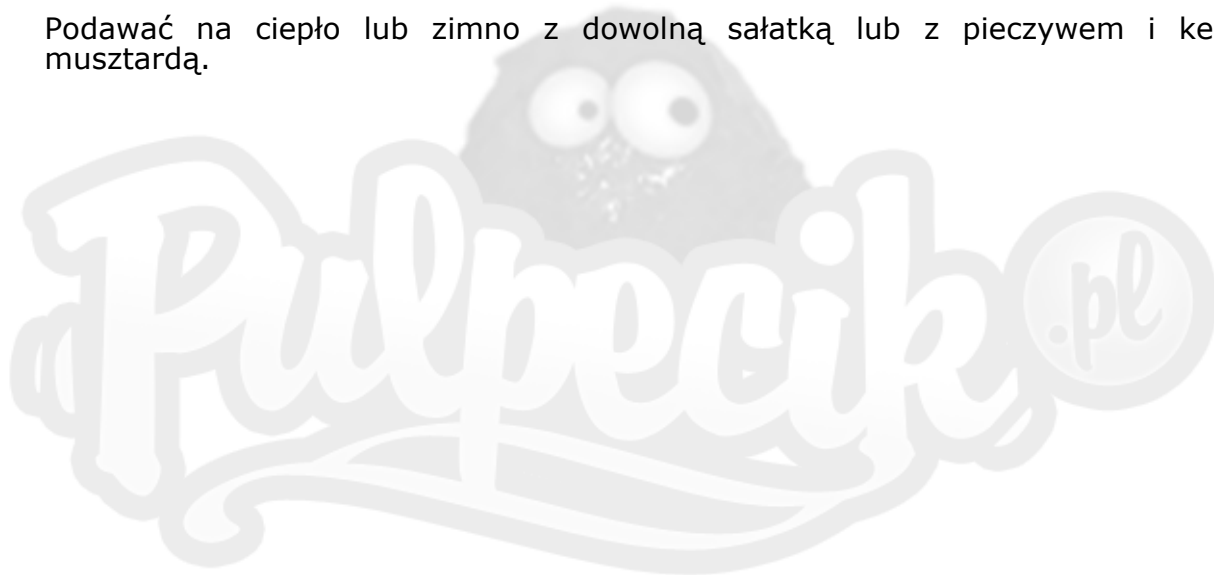 Podawać na ciepło lub zimno z dowolną sałatką lub z pieczywem i ke
musztardą.
Pulpecik .pl